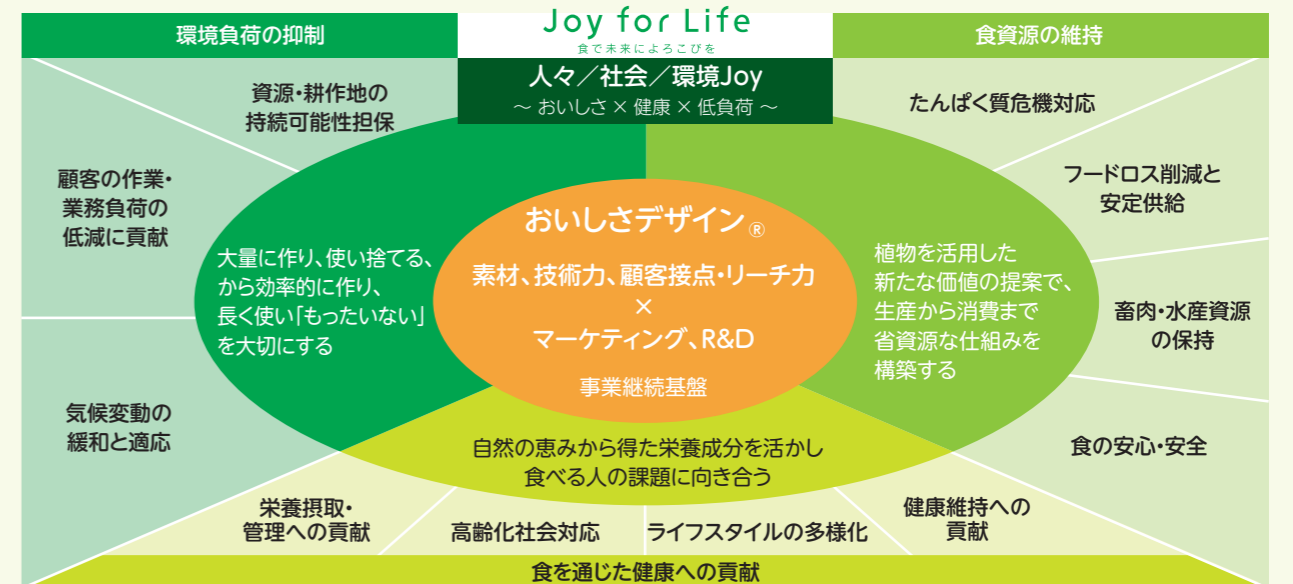 Joy for Life
食で未来によろこびを
人々／社会／環境Joy
～ おいしさ × 健康 × 低負荷 ～
環境負荷の抑制
資源・耕作地の
持続可能性担保
顧客の作業・
業務負荷の
低減に貢献
気候変動の
緩和と適応
大量に作り、使い捨てる、
から効率的に作り、
長く使い「もったいない」
を大切にする
おいしさデザイン®
素材、技術力、顧客接点・リーチ力
×
マーケティング、R&D
事業継続基盤
食資源の維持
たんぱく質危機対応
フードロス削減と
安定供給
畜肉・水産資源
の保持
食の安心・安全
植物を活用した
新たな価値の提案で、
生産から消費まで
省資源な仕組みを
構築する
自然の恵みから得た栄養成分を活かし
食べる人の課題に向き合う
栄養摂取・
管理への貢献
高齢化社会対応
ライフスタイルの多様化
健康維持への
貢献
食を通じた健康への貢献